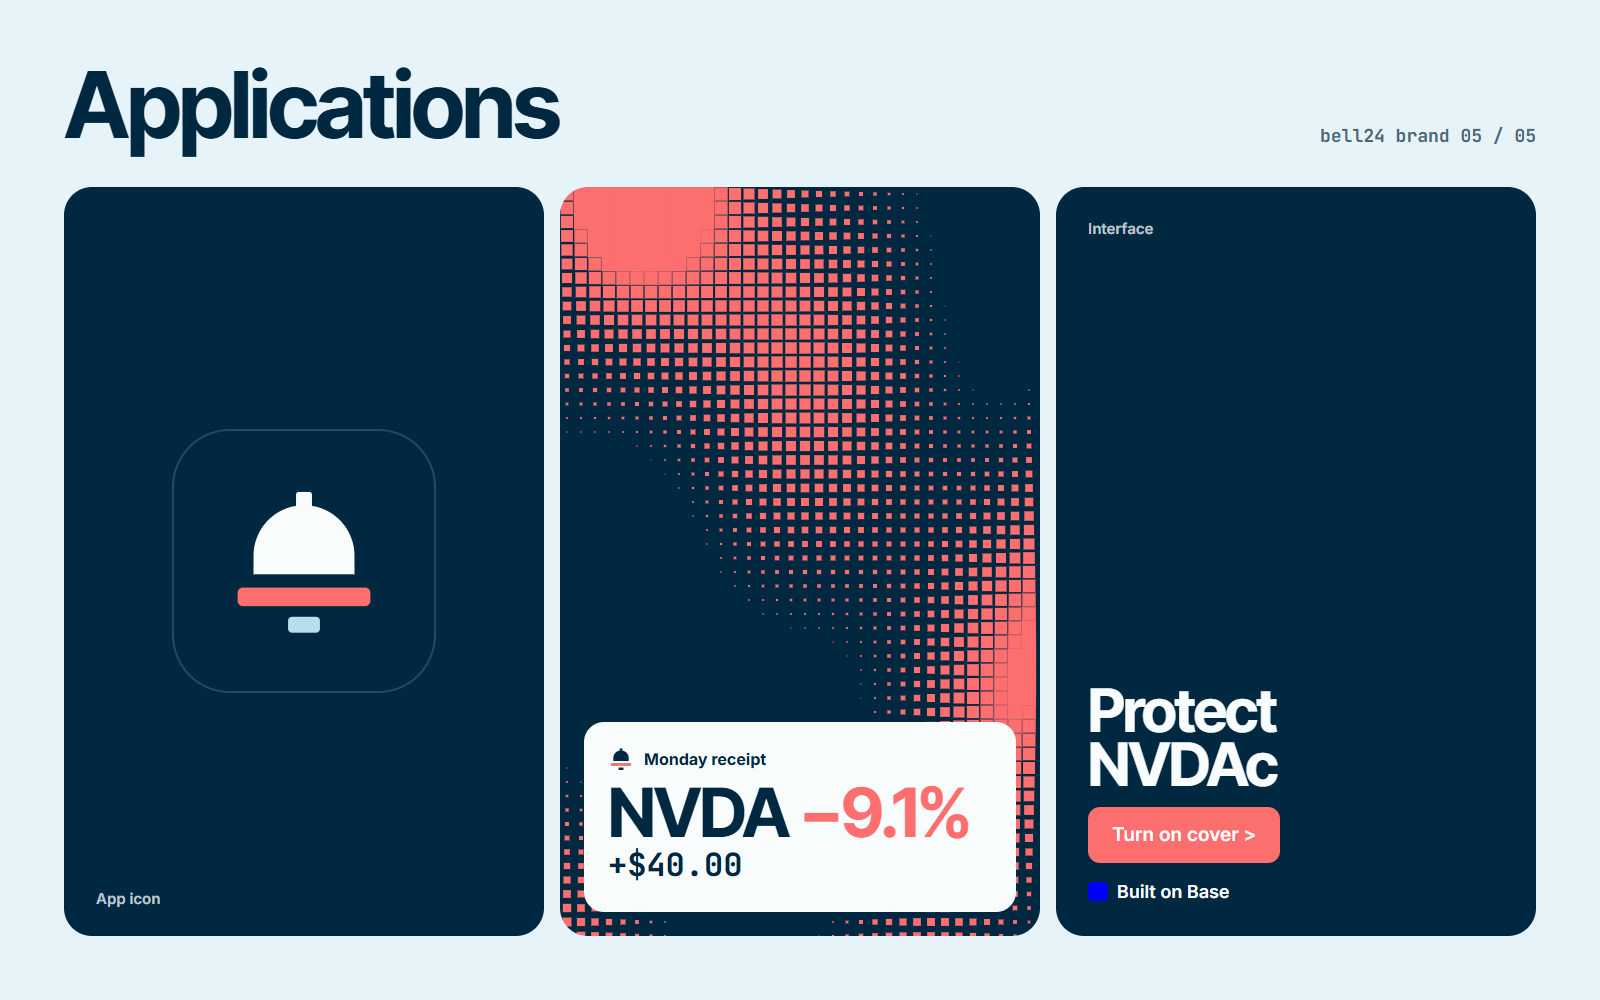 Applications
bell24 brand 05 / 05
App icon
Monday receipt
NVDA –9.1%
+$40.00
Interface
Protect
NVDAc
Turn on cover >
Built on Base